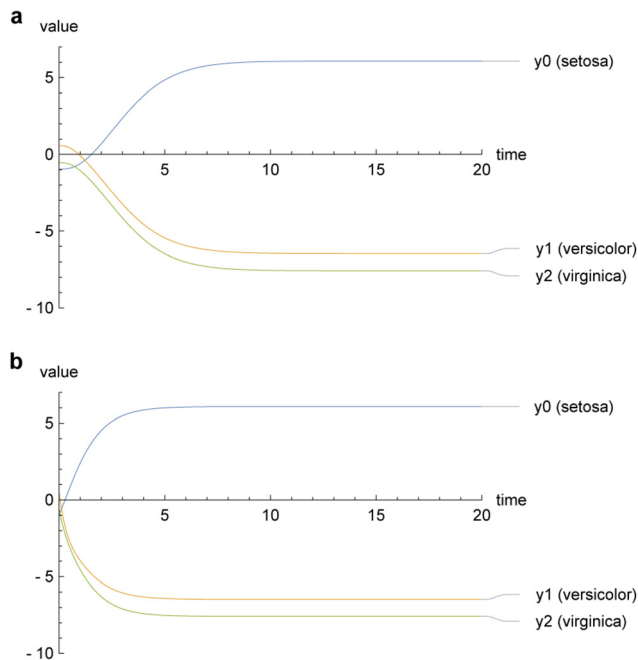 a
value
5
0
- 5
- 10
5
10
15
20
time
y0 (setosa)
y1 (versicolor)
y2 (virginica)
b
value
5
0
- 5
- 10
5
10
15
20
time
y0 (setosa)
y1 (versicolor)
y2 (virginica)